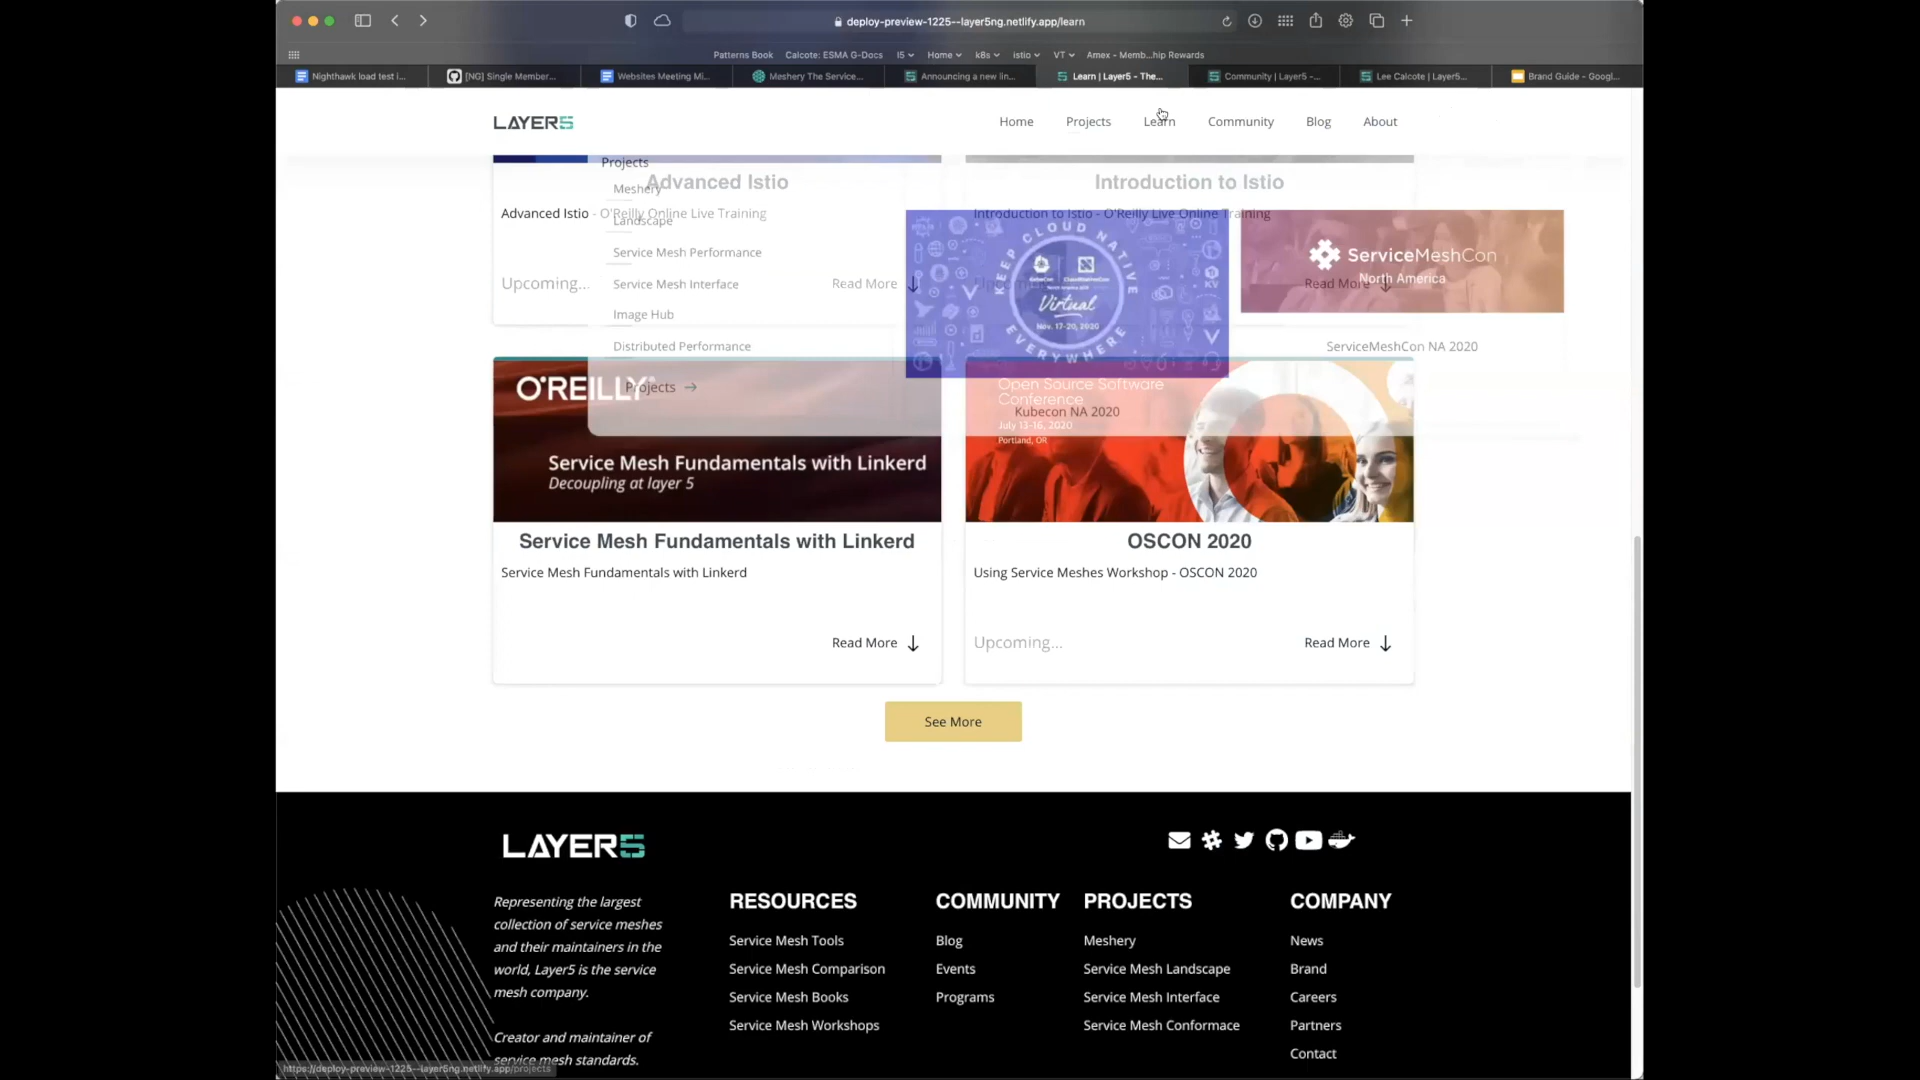 deploy-preview-1225--layer5ng.netlify.app/learn
Patterns Book Calcote: ESMA G-Docs l5 Home k8s istio VT Amex - Memb...hip Rewards
Nighthawk load test i... [NG] Single Member... Websites Meeting Mi... Meshery The Service... Announcing a new lin... Learn | Layer5 - The... Community | Layer5 -... Lee Calcote | Layer5... Brand Guide - Googl...
LAYER5 Home Projects Learn Community Blog About
Projects
Advanced Istio
Introduction to Istio
Meshery
Advanced Istio - O'Reilly Online Live Training
Introduction to Istio - O'Reilly Live Online Training
Landscape
KEEP CLOUD NATIVE
Virtual
Nov. 17-20, 2020
EVERYWHERE
ServiceMeshCon
North America
Service Mesh Performance
Upcoming...
Service Mesh Interface
Read More
Read More
Image Hub
Distributed Performance
ServiceMeshCon NA 2020
Projects →
Kubecon NA 2020
O'REILLY
Service Mesh Fundamentals with Linkerd
Decoupling at layer 5
Open Source Software
Conference
July 13-16, 2020
Portland, OR
Service Mesh Fundamentals with Linkerd
Service Mesh Fundamentals with Linkerd
Read More
OSCON 2020
Using Service Meshes Workshop - OSCON 2020
Upcoming...
Read More
See More
LAYER5
Representing the largest
collection of service meshes
and their maintainers in the
world, Layer5 is the service
mesh company.
Creator and maintainer of
service mesh standards.
RESOURCES
Service Mesh Tools
Service Mesh Comparison
Service Mesh Books
Service Mesh Workshops
COMMUNITY
Blog
Events
Programs
PROJECTS
Meshery
Service Mesh Landscape
Service Mesh Interface
Service Mesh Conformace
COMPANY
News
Brand
Careers
Partners
Contact
https://deploy-preview-1225--layer5ng.netlify.app/projects